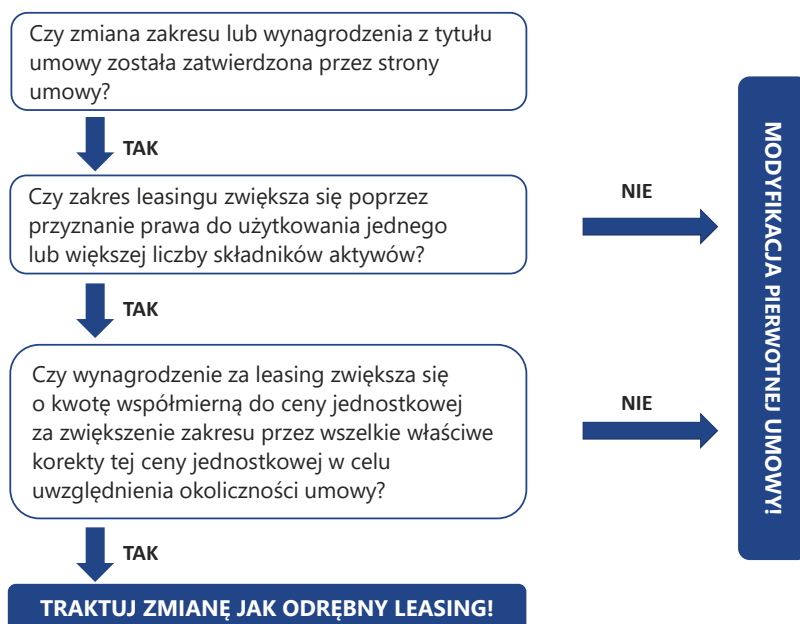 Czy zmiana zakresu lub wynagrodzenia z tytułu
umowy została zatwierdzona przez strony
umowy?
TAK
Czy zakres leasingu zwiększa się poprzez
przyznanie prawa do użytkowania jednego
lub większej liczby składników aktywów?
NIE
TAK
Czy wynagrodzenie za leasing zwiększa się
o kwotę współmierną do ceny jednostkowej
za zwiększenie zakresu przez wszelkie właściwe
korekty tej ceny jednostkowej w celu
uwzględnienia okoliczności umowy?
NIE
TAK
TRAKTUJ ZMIANĘ JAK ODRĘBNY LEASING!
MODYFIKACJA PIERWOTNEJ UMOWY!